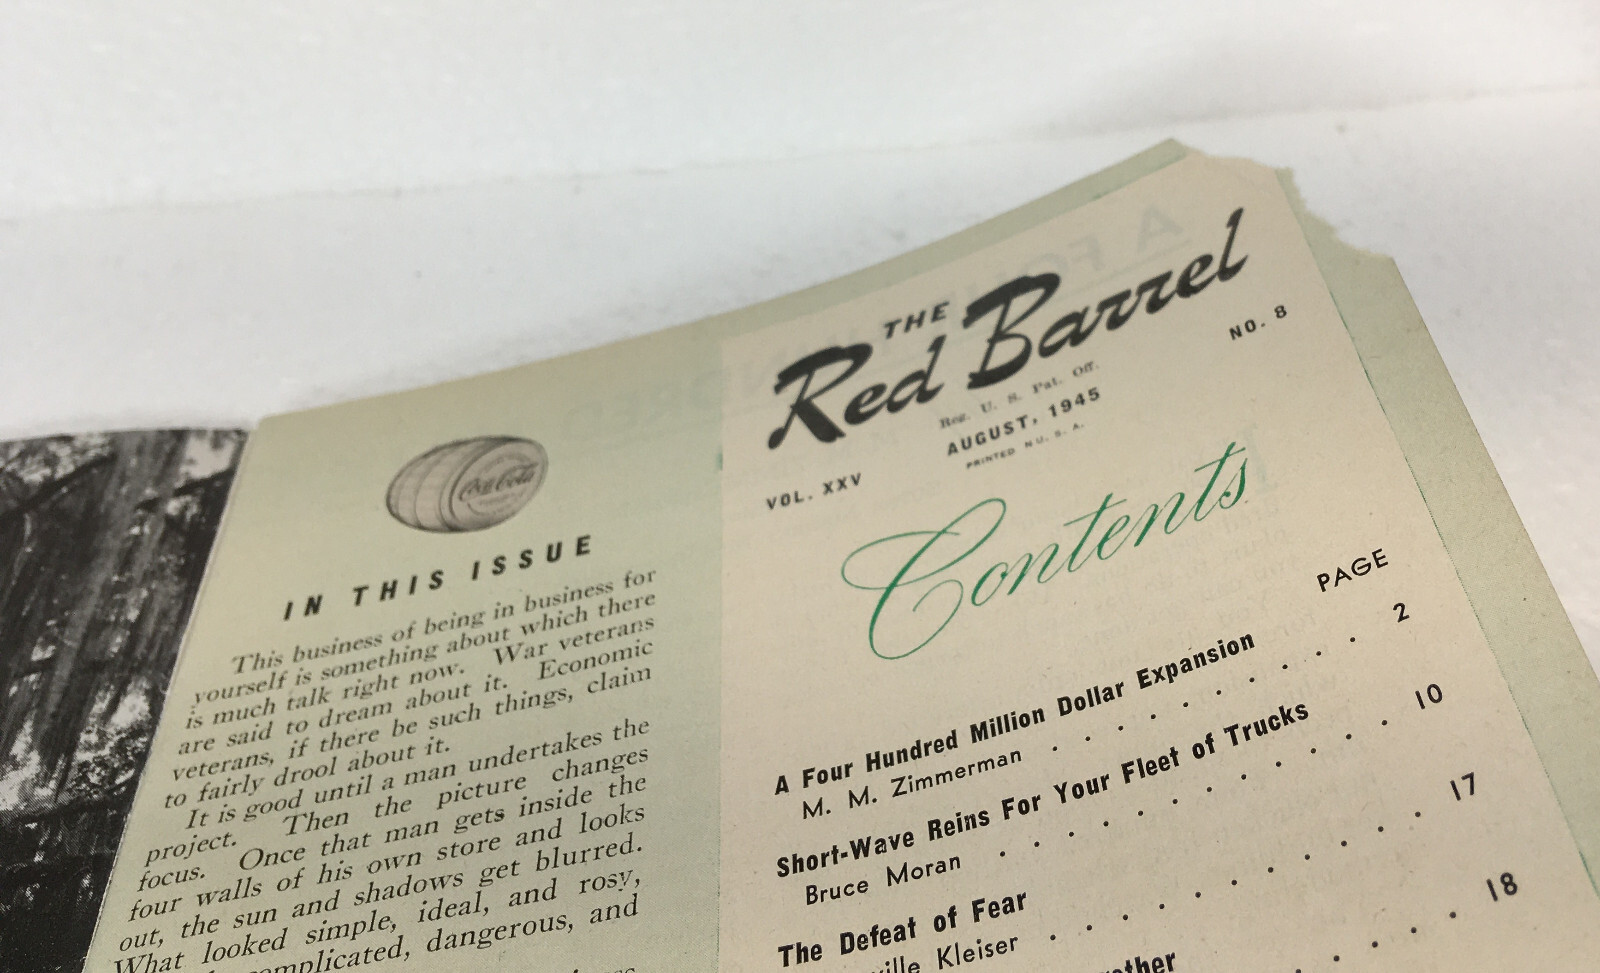 Coca-Cola
IN THIS ISSUE
This business of being in business for
yourself is something about which there
is much talk right now. War veterans
are said to dream about it. Economic
veterans, if there be such things, claim
to fairly drool about it.
It is good until a man undertakes the
project. Then the picture changes
focus. Once that man gets inside the
four walls of his own store and looks
out, the sun and shadows get blurred.
What looked simple, ideal, and rosy,
complicated, dangerous, and
THE
Red Barrel
Reg. U. S. Pat. Off.
VOL. XXV AUGUST, 1945 NO. 8
PRINTED IN U. S. A.
Contents
PAGE
A Four Hundred Million Dollar Expansion . 2
M. M. Zimmerman . . . . . . . . .
Short-Wave Reins For Your Fleet of Trucks . 10
Bruce Moran . . . . . . . . . . .
The Defeat of Fear . . . . . . . . . . . 17
ville Kleiser
. . . 18